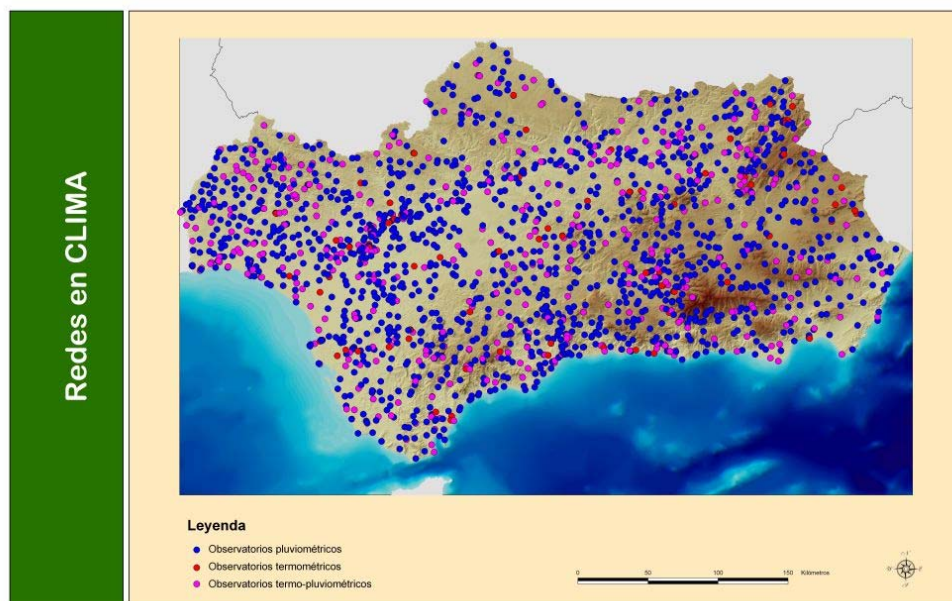 Redes en CLIMA
Leyenda
Observatorios pluviométricos
Observatorios termométricos
Observatorios termo-pluviométricos
0 50 100 150 Kilómetros